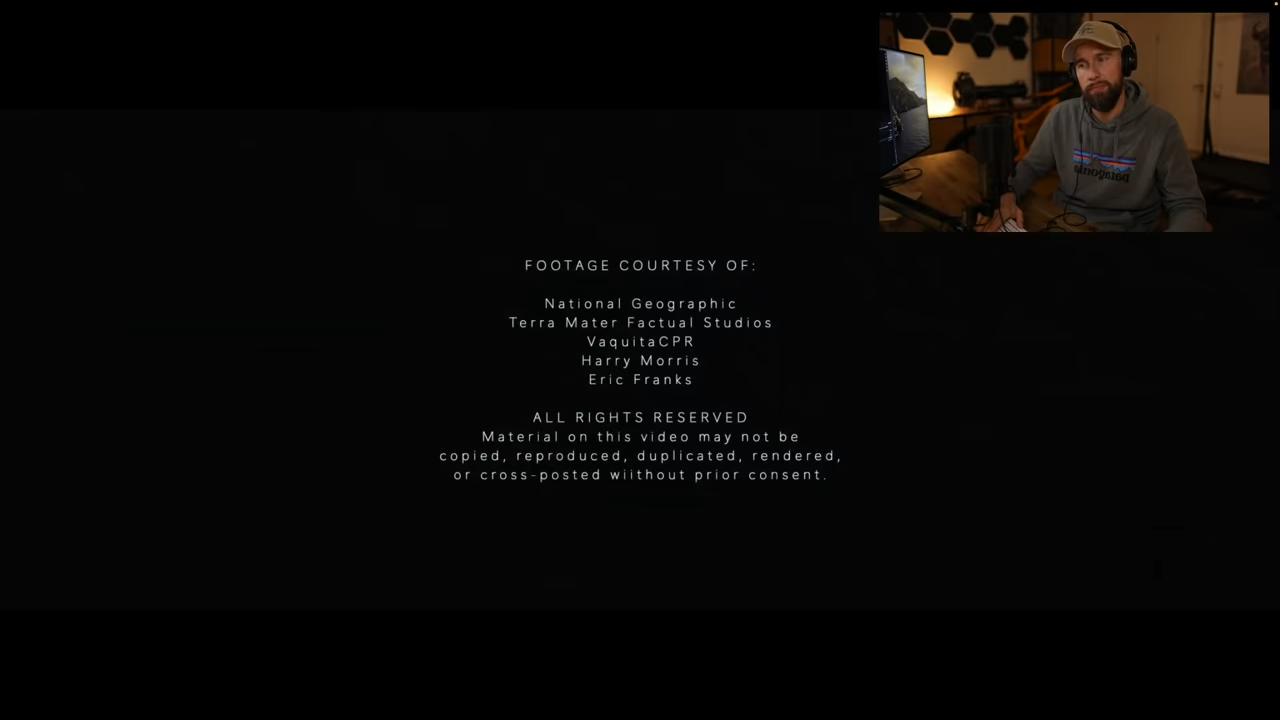 FOOTAGE COURTESY OF:
National Geographic
Terra Mater Factual Studios
VaquitaCPR
Harry Morris
Eric Franks
ALL RIGHTS RESERVED
Material on this video may not be
copied, reproduced, duplicated, rendered,
or cross-posted wiithout prior consent.
patagonia